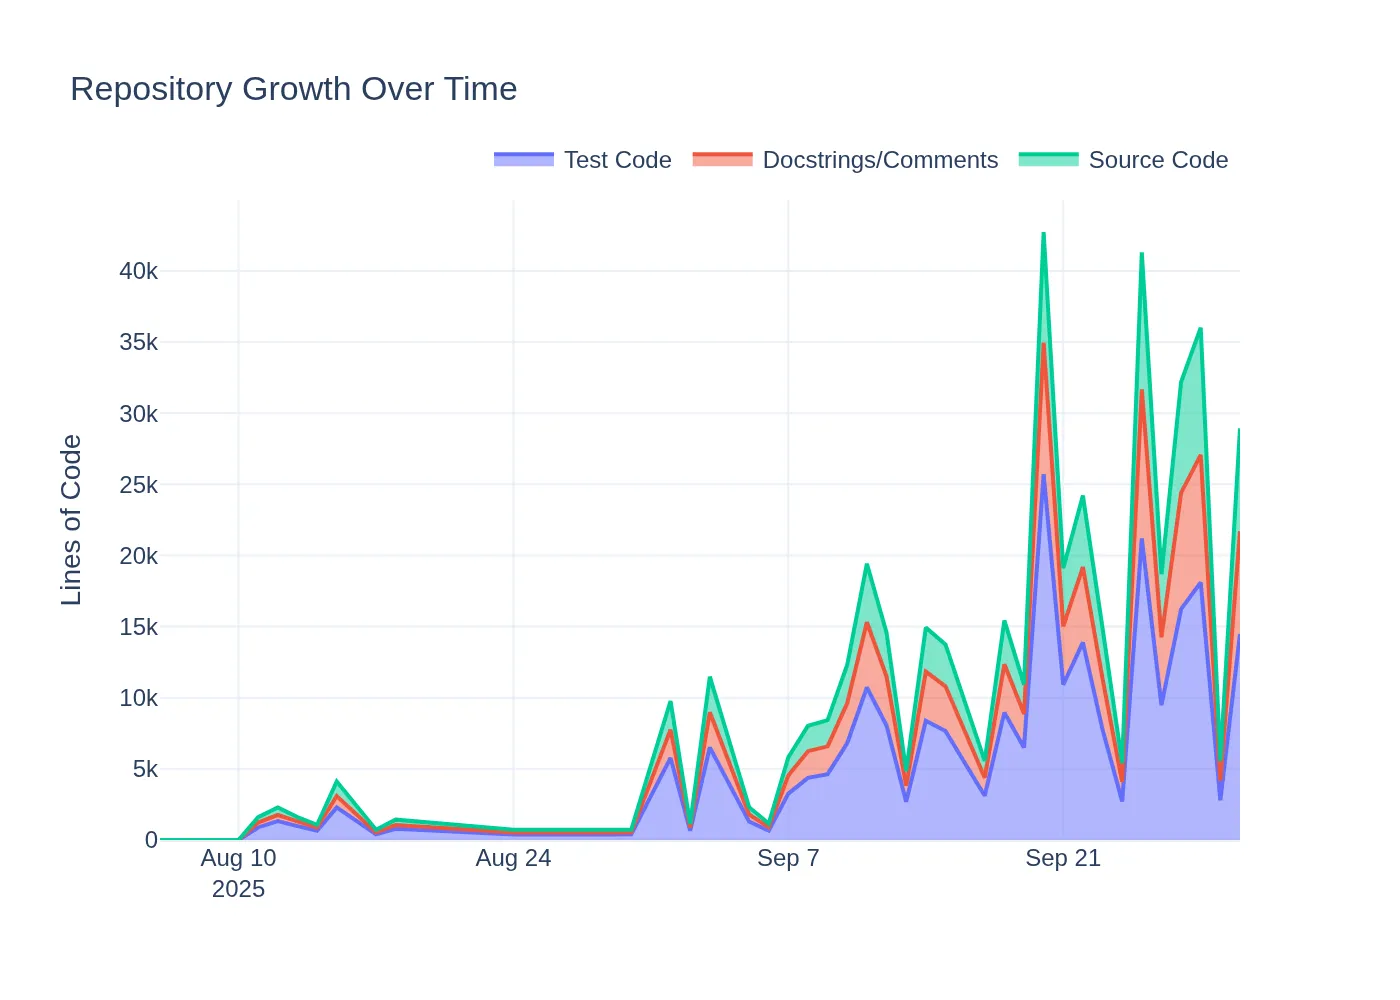 Repository Growth Over Time
Test Code
Docstrings/Comments
Source Code
Lines of Code
40k
35k
30k
25k
20k
15k
10k
5k
0
Aug 10
2025
Aug 24
Sep 7
Sep 21